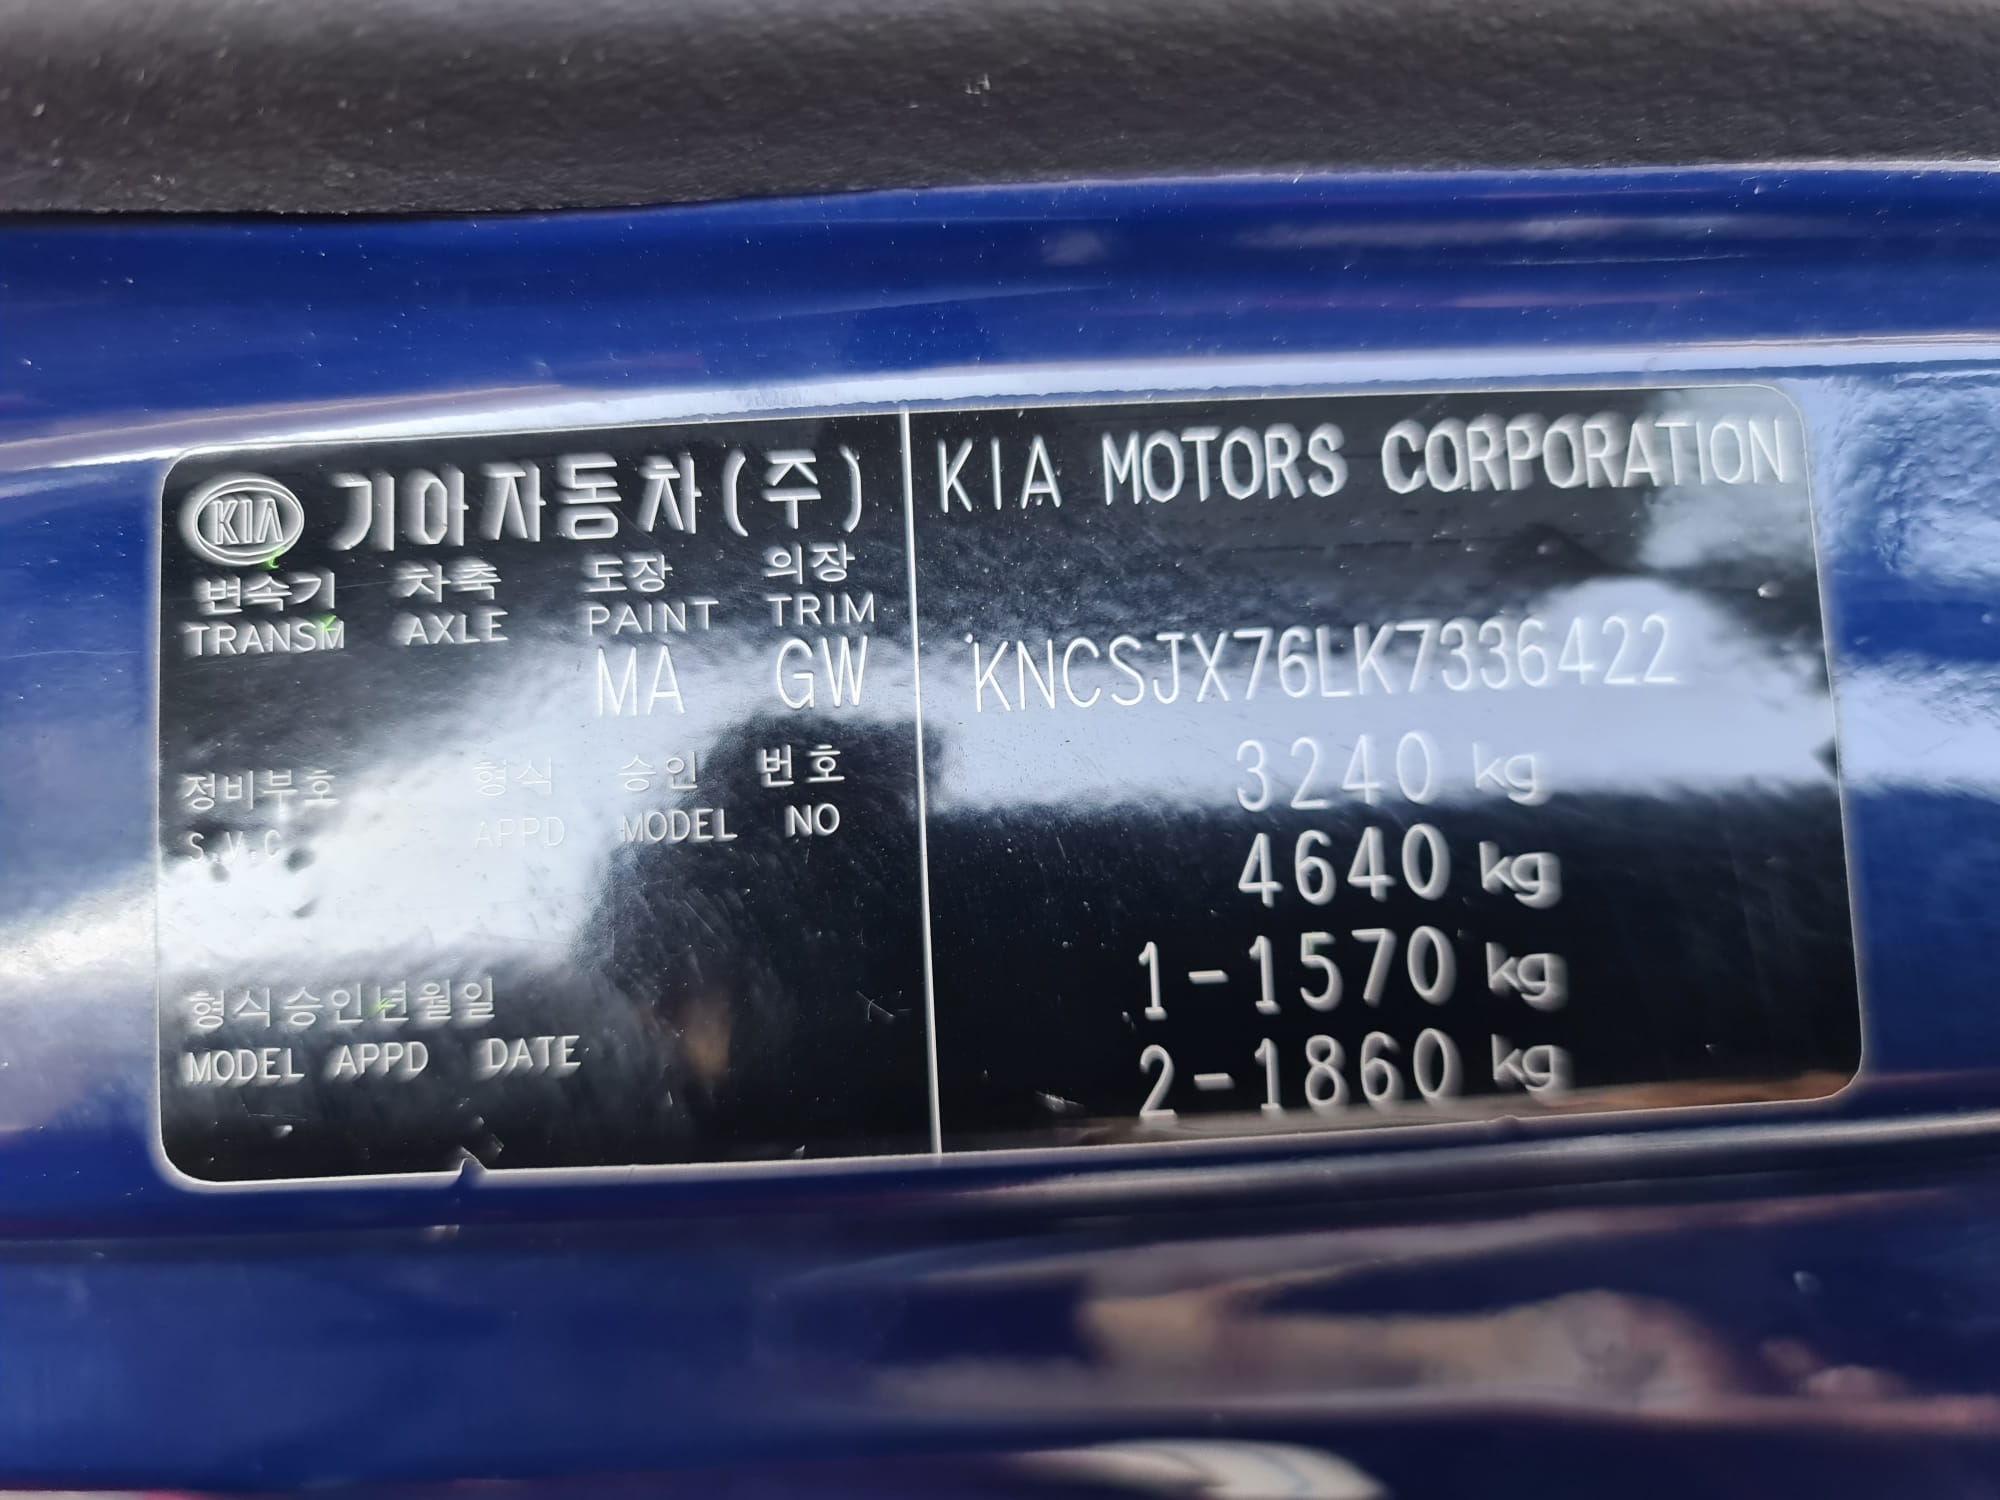 KIA 기아자동차(주)
변속기 차축 도장 의장
TRANSM AXLE PAINT TRIM
MA GW
정비부호 형식 승인 번호
S.V.C. APPD MODEL NO
형식승인년월일
MODEL APPD DATE
KIA MOTORS CORPORATION
KNCSJX76LK7336422
3240 kg
4640 kg
1-1570 kg
2-1860 kg